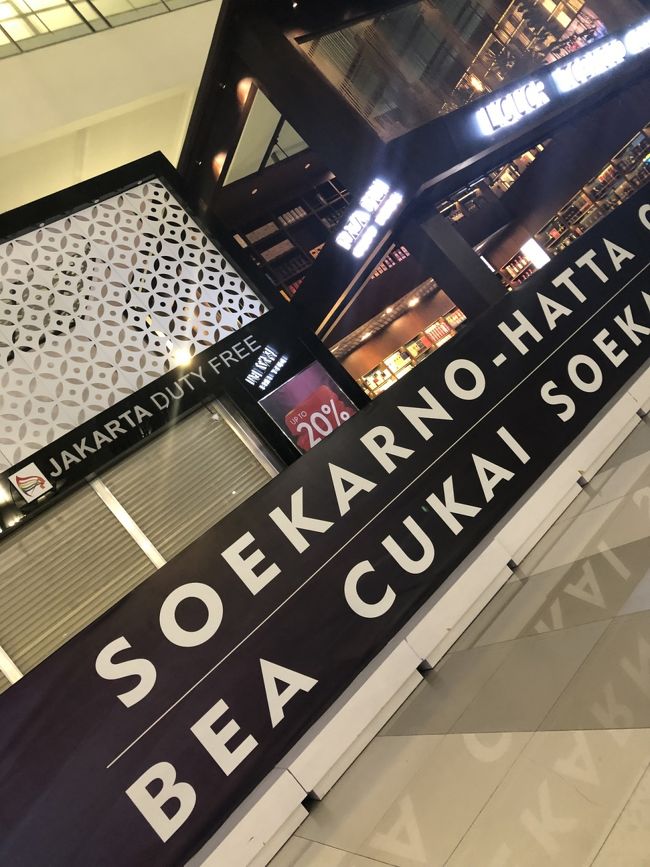 JAKARTA DUTY FREE
UP TO
20%
SOEKARNO-HATTA
BEA CUKAI SOEKA